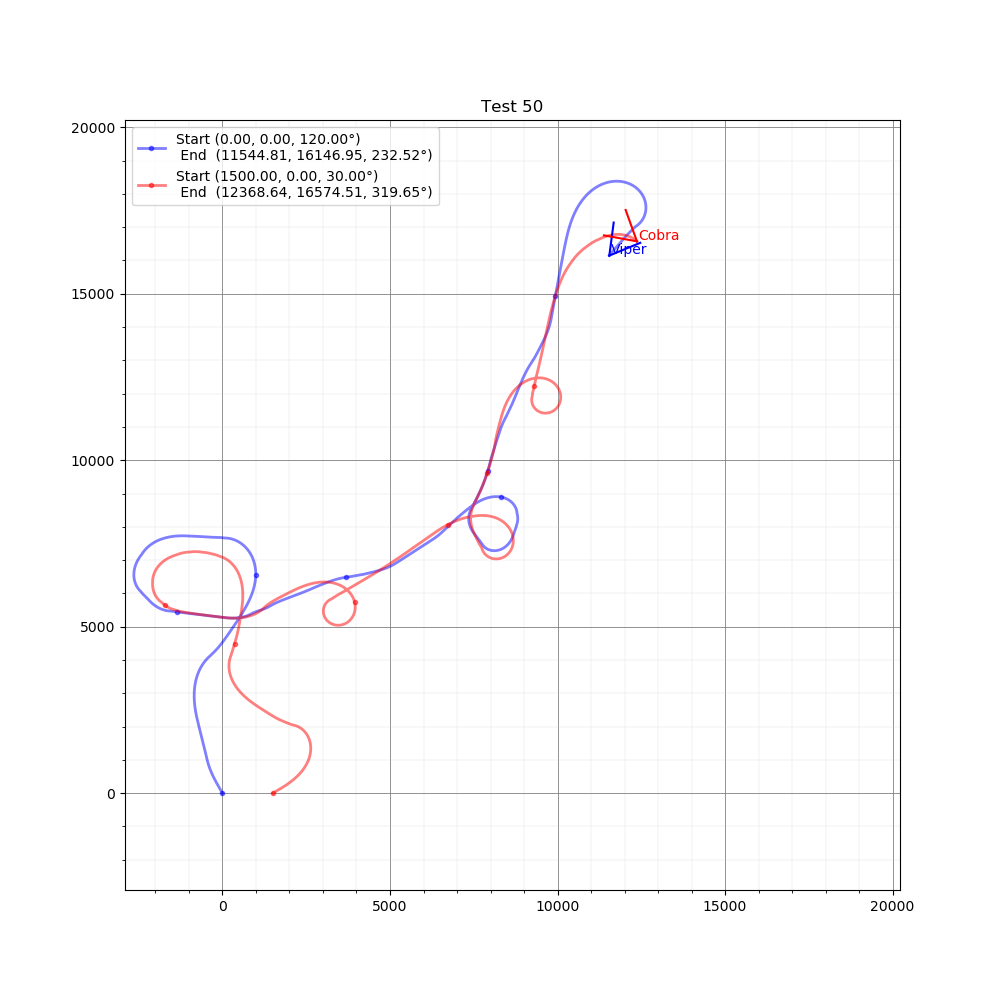 Test 50
Start (0.00, 0.00, 120.00°)
End (11544.81, 16146.95, 232.52°)
Start (1500.00, 0.00, 30.00°)
End (12368.64, 16574.51, 319.65°)
20000
15000
10000
5000
0
Cobra
Viper
0
5000
10000
15000
20000